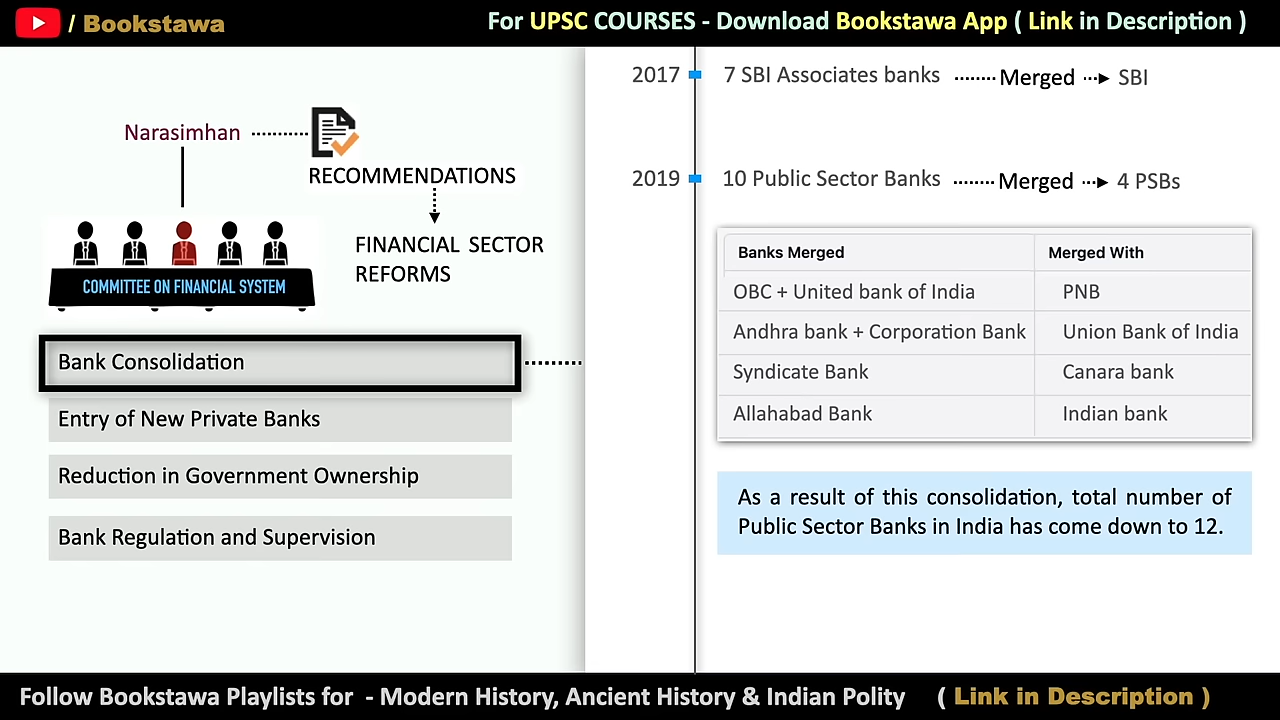 / Bookstawa
For UPSC COURSES - Download Bookstawa App ( Link in Description )
Narasimhan
RECOMMENDATIONS
FINANCIAL SECTOR
REFORMS
COMMITTEE ON FINANCIAL SYSTEM
Bank Consolidation
Entry of New Private Banks
Reduction in Government Ownership
Bank Regulation and Supervision
2017 7 SBI Associates banks Merged SBI
2019 10 Public Sector Banks Merged 4 PSBs
Banks Merged Merged With
OBC + United bank of India PNB
Andhra bank + Corporation Bank Union Bank of India
Syndicate Bank Canara bank
Allahabad Bank Indian bank
As a result of this consolidation, total number of
Public Sector Banks in India has come down to 12.
Follow Bookstawa Playlists for - Modern History, Ancient History & Indian Polity ( Link in Description )